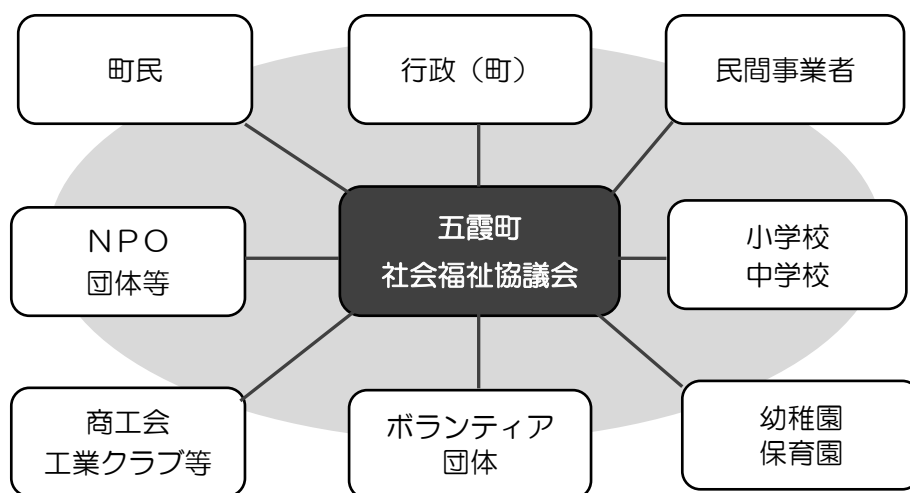 町民
行政（町）
民間事業者
ＮＰＯ
団体等
五霞町
社会福祉協議会
小学校
中学校
商工会
工業クラブ等
ボランティア
団体
幼稚園
保育園